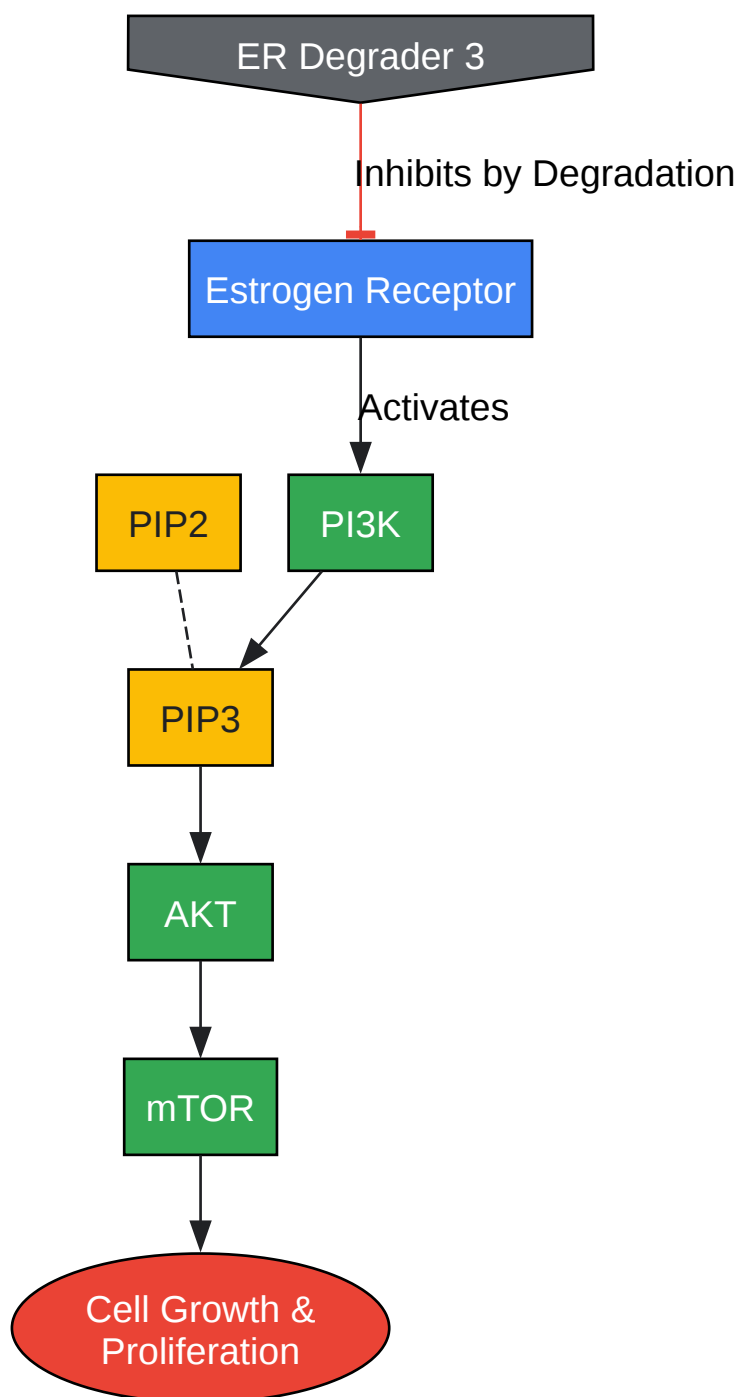 ER Degrader 3
Inhibits by Degradation
Estrogen Receptor
Activates
PIP2
PI3K
PIP3
AKT
mTOR
Cell Growth &
Proliferation